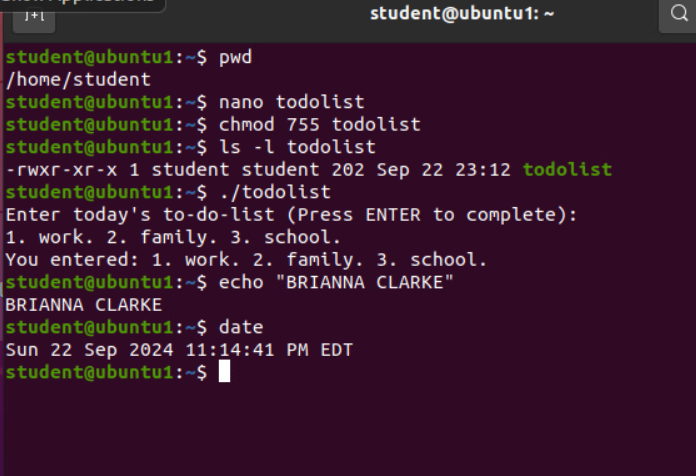 student@ubuntu1: ~
student@ubuntu1:~$ pwd
/home/student
student@ubuntu1:~$ nano todolist
student@ubuntu1:~$ chmod 755 todolist
student@ubuntu1:~$ ls -l todolist
-rwxr-xr-x 1 student student 202 Sep 22 23:12 todolist
student@ubuntu1:~$ ./todolist
Enter today's to-do-list (Press ENTER to complete):
1. work. 2. family. 3. school.
You entered: 1. work. 2. family. 3. school.
student@ubuntu1:~$ echo "BRIANNA CLARKE"
BRIANNA CLARKE
student@ubuntu1:~$ date
Sun 22 Sep 2024 11:14:41 PM EDT
student@ubuntu1:~$